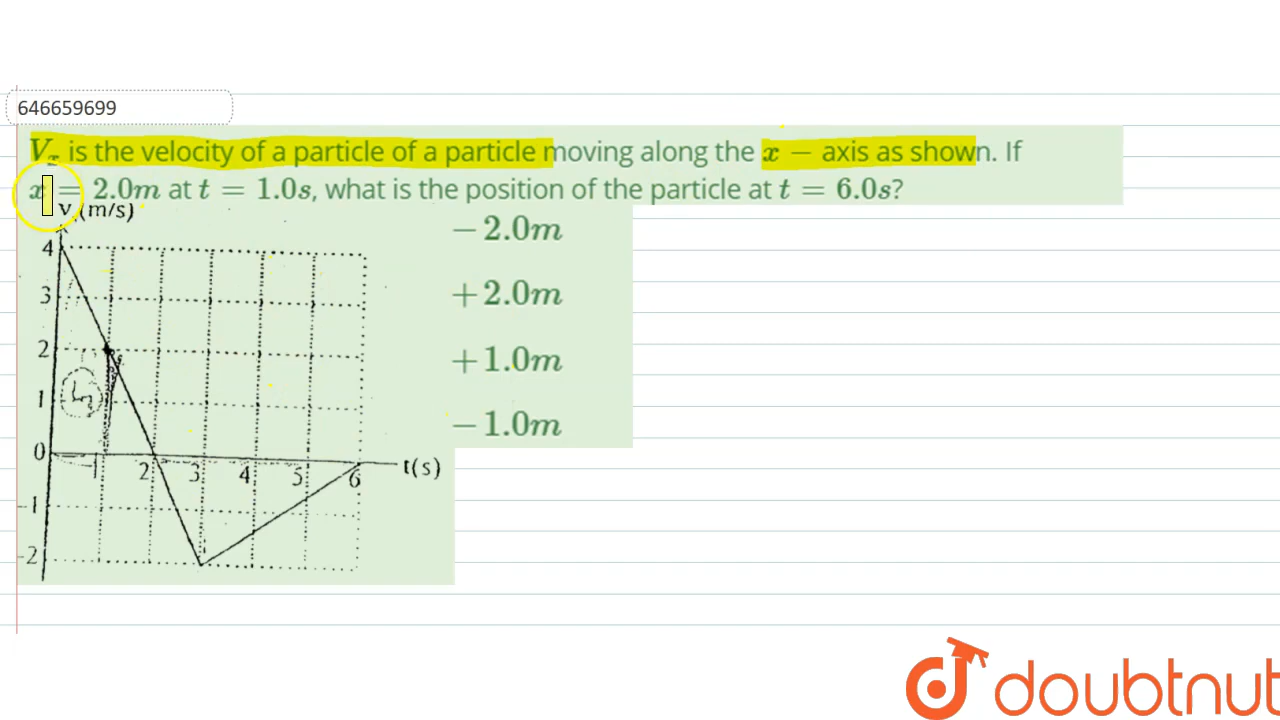 646659699
Vx is the velocity of a particle of a particle moving along the x − axis as shown. If
x = 2.0m at t = 1.0s, what is the position of the particle at t = 6.0s?
v (m/s)
− 2.0m
+ 2.0m
+ 1.0m
− 1.0m
4
3
2
1
0
-1
-2
1 2 3 4 5 6 t(s)
doubtnut